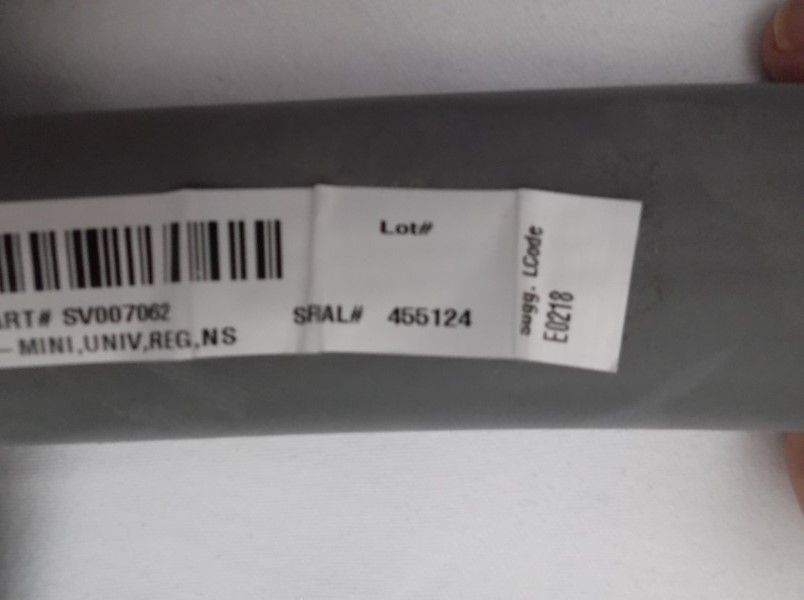 ART# SV007062
– MINI,UNIV,REG,NS
Lot#
SRAL# 455124
sugg. LCode
E0218